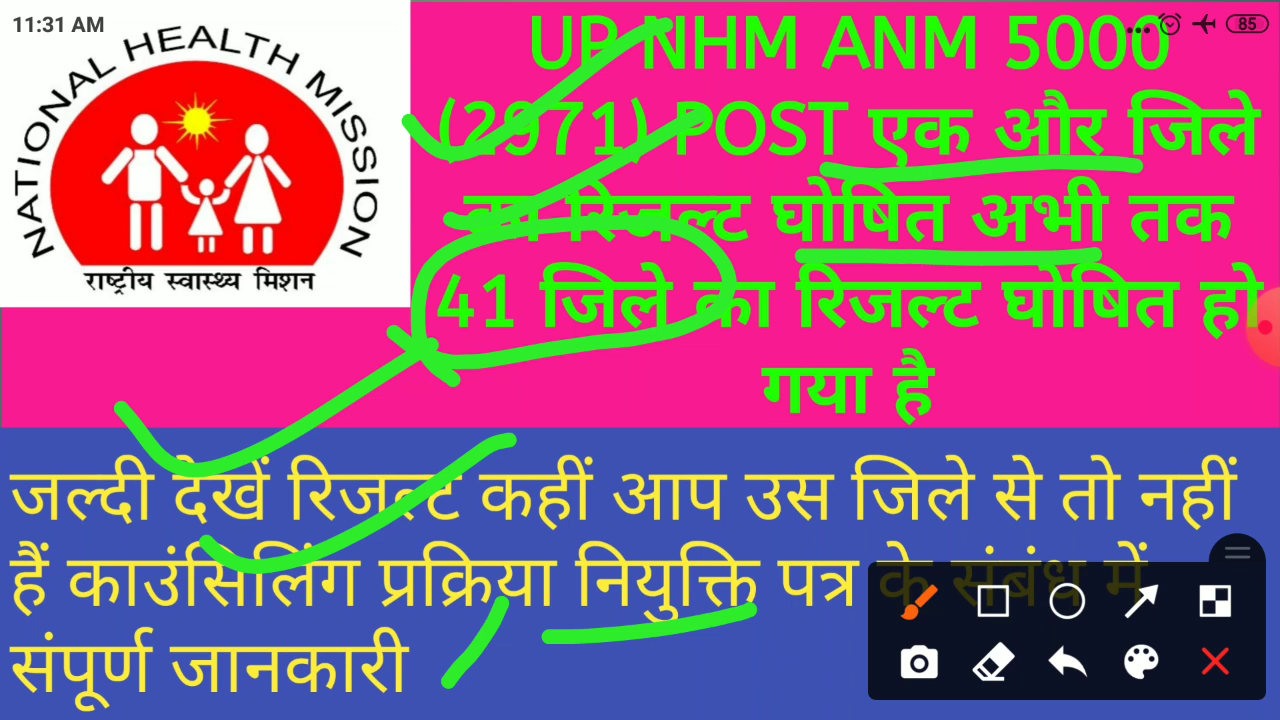 11:31 AM
85
NATIONAL HEALTH MISSION
राष्ट्रीय स्वास्थ्य मिशन
UP NHM ANM 5000
(2971) POST एक और जिले
का रिजल्ट घोषित अभी तक
41 जिले का रिजल्ट घोषित हो
गया है
जल्दी देखें रिजल्ट कहीं आप उस जिले से तो नहीं
हैं काउंसिलिंग प्रक्रिया नियुक्ति पत्र के संबंध में
संपूर्ण जानकारी